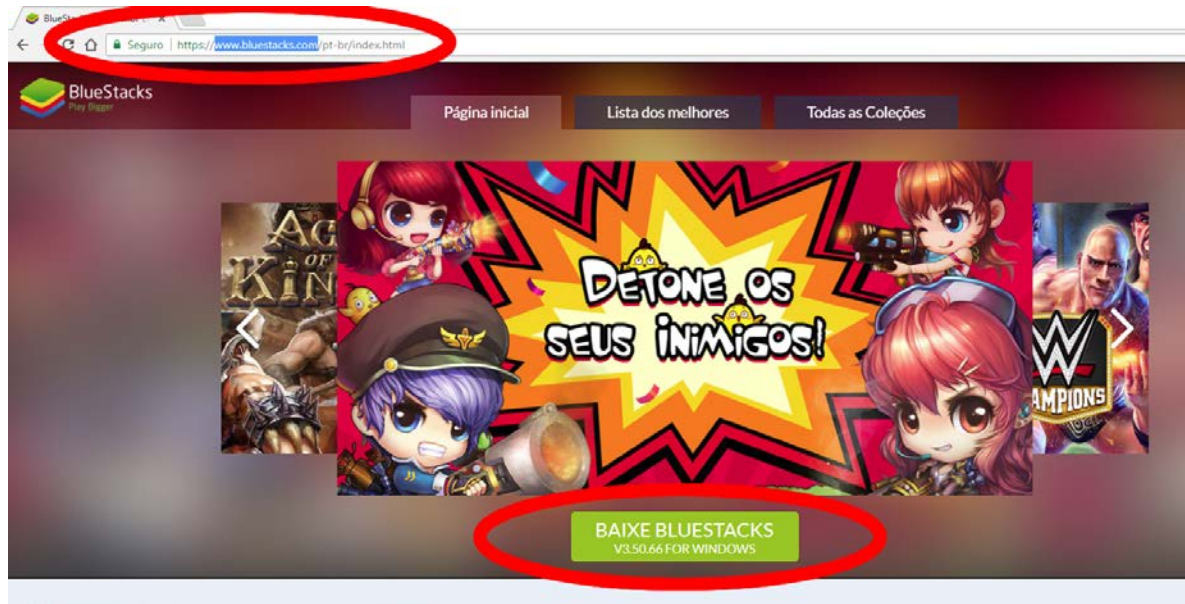 Seguro | https://www.bluestacks.com/pt-br/index.html
BlueStacks
Play Bigger
Página inicial
Lista dos melhores
Todas as Coleções
OF
DETONE OS
SEUS INIMIGOS!
W
BAIXE BLUESTACKS
V3.50.66 FOR WINDOWS